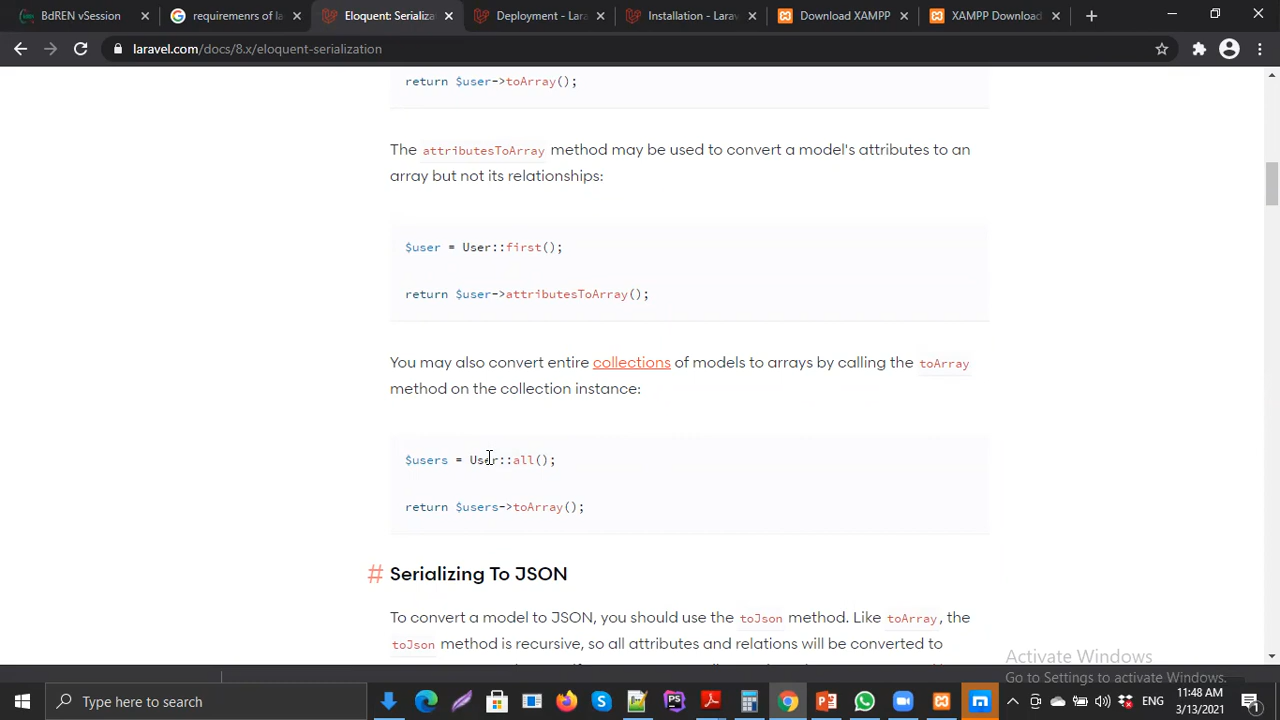 BdREN vSession
requirements of la
Eloquent: Serializa
Deployment - Lara
Installation - Larav
Download XAMPP
XAMPP Download
laravel.com/docs/8.x/eloquent-serialization
return $user->toArray();
The attributesToArray method may be used to convert a model's attributes to an
array but not its relationships:
$user = User::first();
return $user->attributesToArray();
You may also convert entire collections of models to arrays by calling the toArray
method on the collection instance:
$users = User::all();
return $users->toArray();
# Serializing To JSON
To convert a model to JSON, you should use the toJson method. Like toArray, the
toJson method is recursive, so all attributes and relations will be converted to
Activate Windows
Go to Settings to activate Windows.
Type here to search
ENG
11:48 AM
3/13/2021